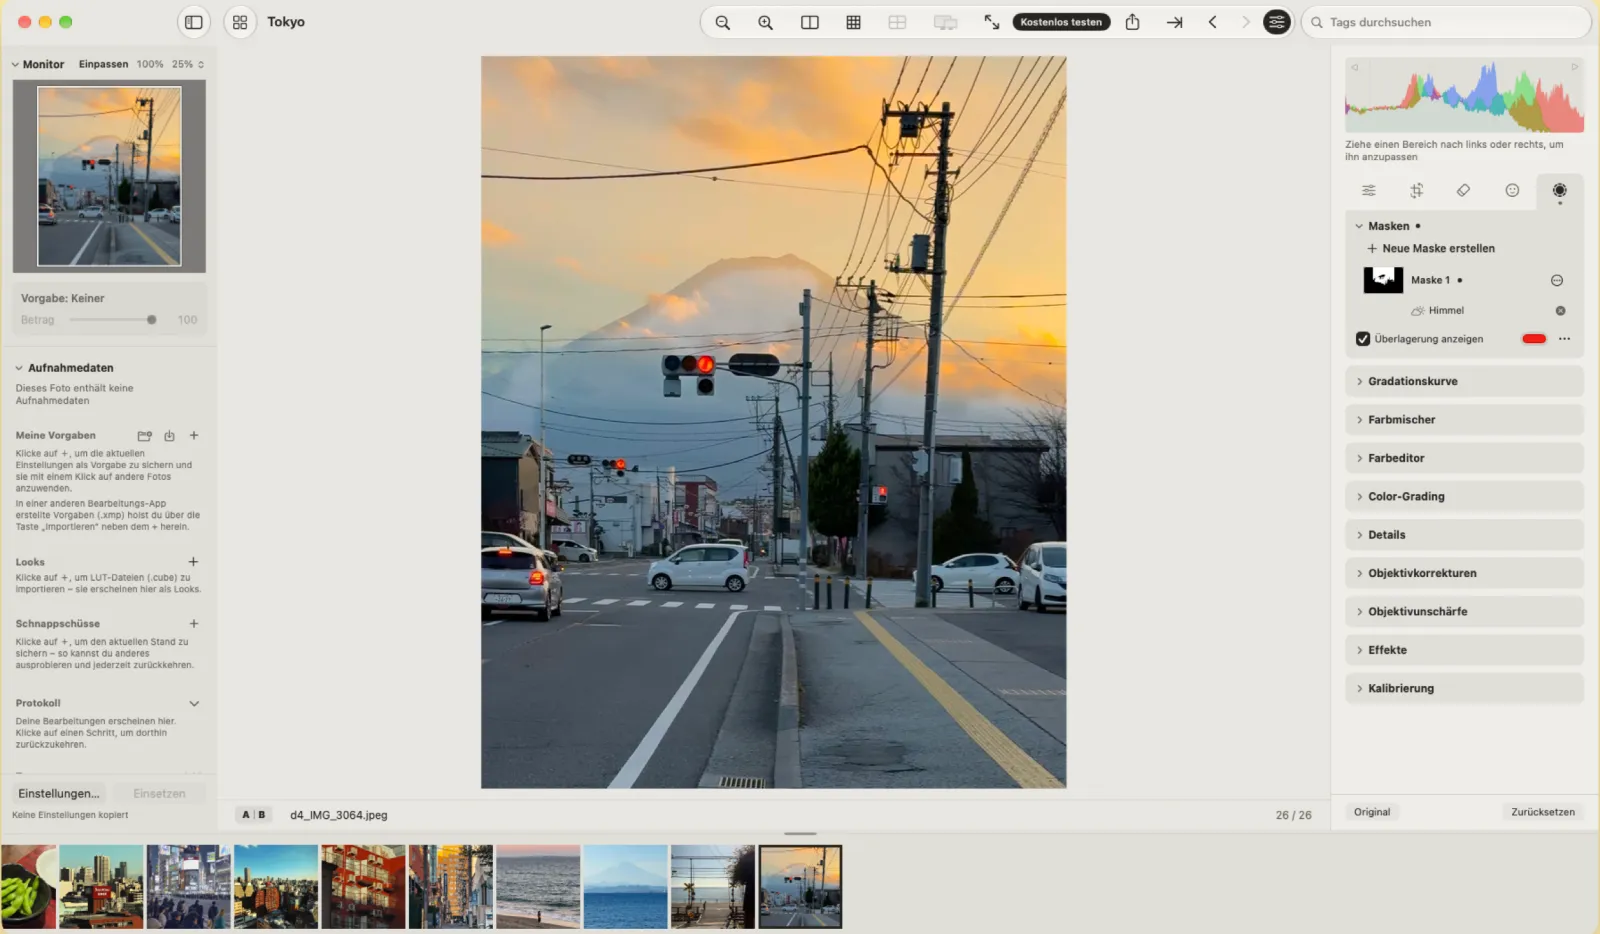 Tokyo
Kostenlos testen
Tags durchsuchen
Monitor Einpassen 100% 25%
Vorgabe: Keiner
Betrag 100
Aufnahmedaten
Dieses Foto enthält keine
Aufnahmedaten
Meine Vorgaben
Klicke auf +, um die aktuellen
Einstellungen als Vorgabe zu sichern und
sie mit einem Klick auf andere Fotos
anzuwenden.
In einer anderen Bearbeitungs-App
erstellte Vorgaben (.xmp) holst du über die
Taste „Importieren“ neben dem + herein.
Looks
Klicke auf +, um LUT-Dateien (.cube) zu
importieren – sie erscheinen hier als Looks.
Schnappschüsse
Klicke auf +, um den aktuellen Stand zu
sichern – so kannst du anderes
ausprobieren und jederzeit zurückkehren.
Protokoll
Deine Bearbeitungen erscheinen hier.
Klicke auf einen Schritt, um dorthin
zurückzukehren.
Einstellungen... Einsetzen
Keine Einstellungen kopiert
A | B d4_IMG_3064.jpeg
26 / 26
Ziehe einen Bereich nach links oder rechts, um
ihn anzupassen
Masken
Neue Maske erstellen
Maske 1
Himmel
Überlagerung anzeigen
Gradationskurve
Farbmischer
Farbeditor
Color-Grading
Details
Objektivkorrekturen
Objektivunschärfe
Effekte
Kalibrierung
Original Zurücksetzen